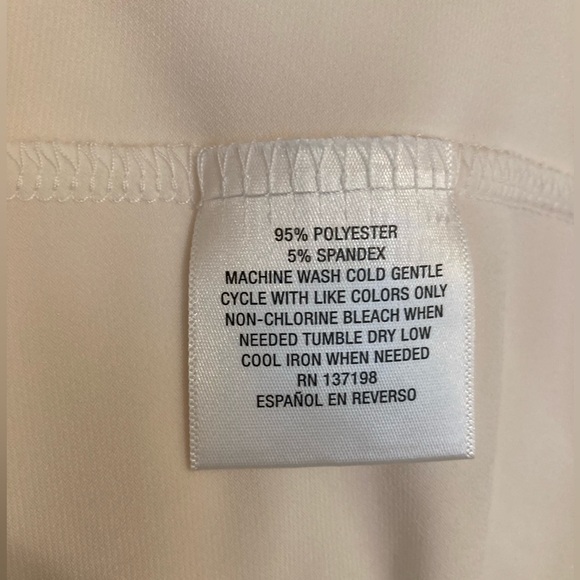 95% POLYESTER
5% SPANDEX
MACHINE WASH COLD GENTLE
CYCLE WITH LIKE COLORS ONLY
NON-CHLORINE BLEACH WHEN
NEEDED TUMBLE DRY LOW
COOL IRON WHEN NEEDED
RN 137198
ESPAÑOL EN REVERSO